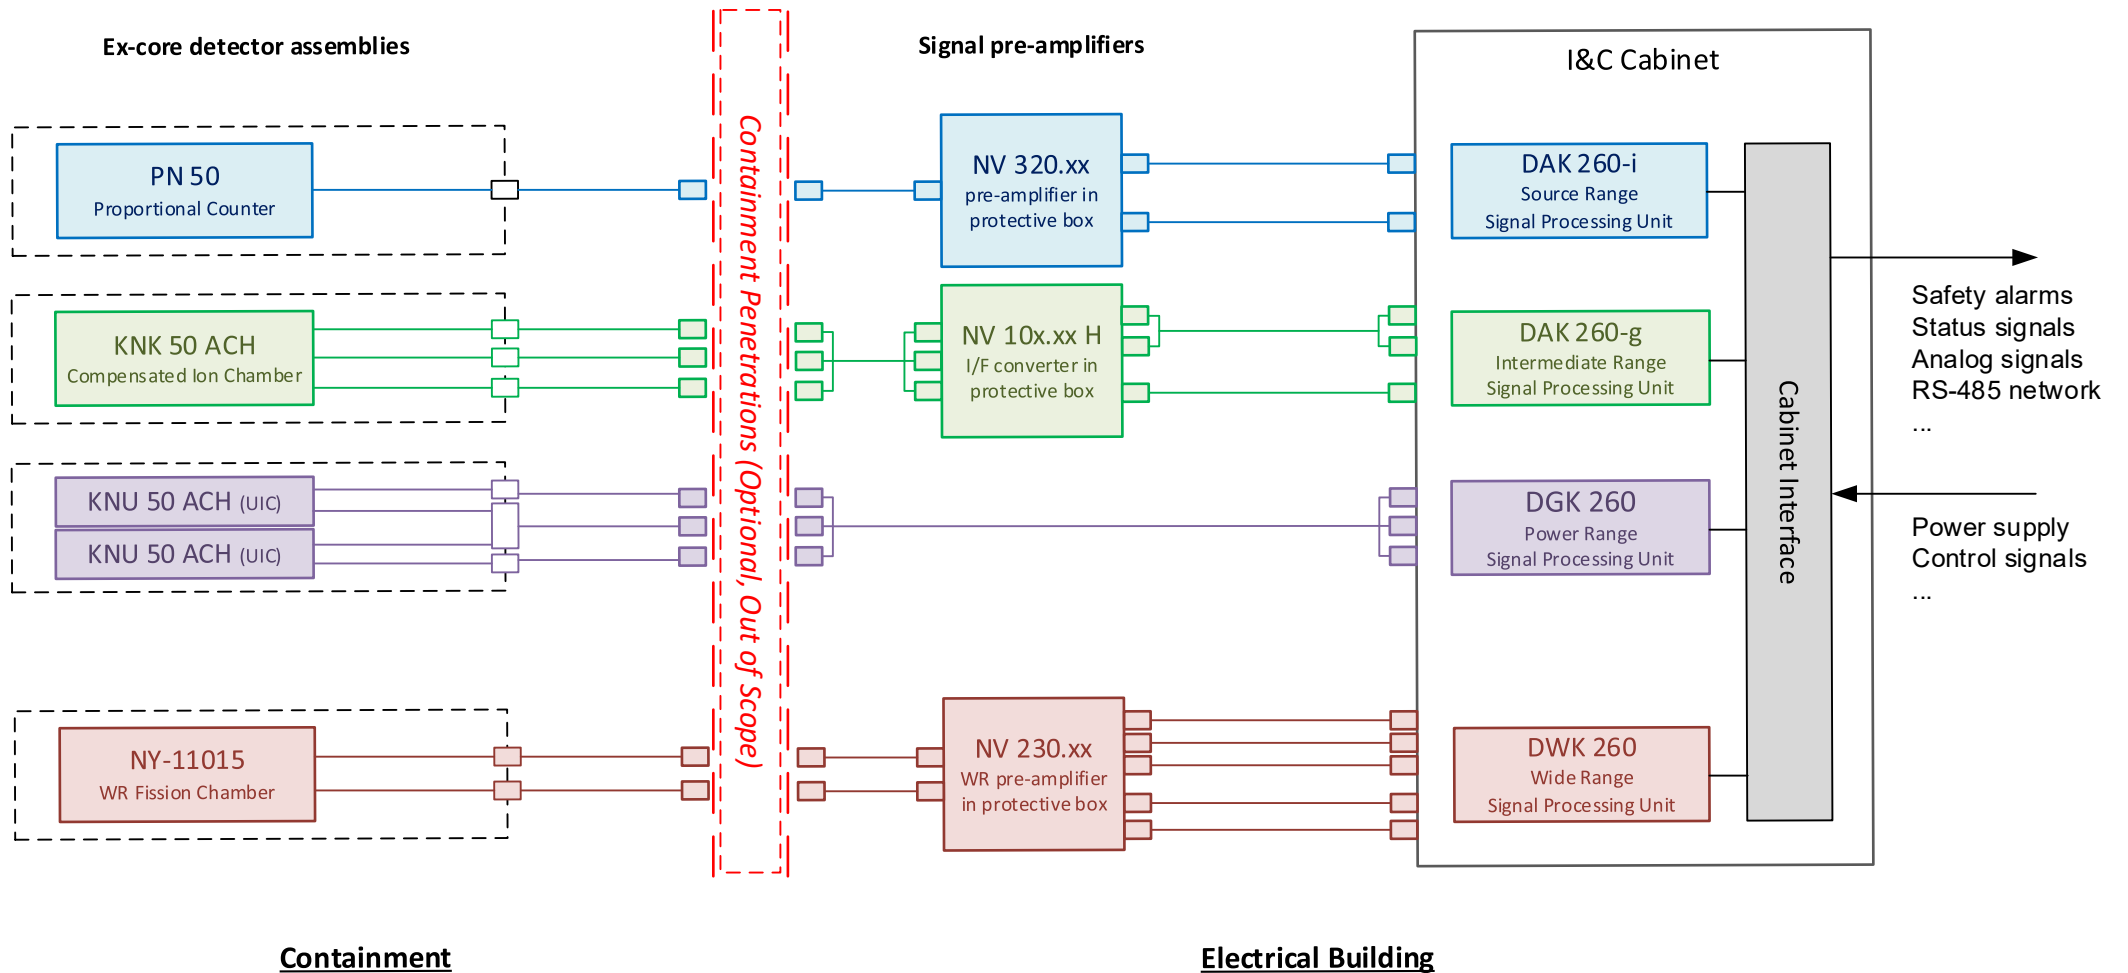 Ex-core detector assemblies
Signal pre-amplifiers
I&C Cabinet
PN 50
Proportional Counter
KNK 50 ACH
Compensated Ion Chamber
KNU 50 ACH (UIC)
KNU 50 ACH (UIC)
NY-11015
WR Fission Chamber
Containment Penetrations (Optional, Out of Scope)
NV 320.xx
pre-amplifier in
protective box
NV 10x.xx H
I/F converter in
protective box
NV 230.xx
WR pre-amplifier
in protective box
DAK 260-i
Source Range
Signal Processing Unit
DAK 260-g
Intermediate Range
Signal Processing Unit
DGK 260
Power Range
Signal Processing Unit
DWK 260
Wide Range
Signal Processing Unit
Cabinet Interface
Safety alarms
Status signals
Analog signals
RS-485 network
...
Power supply
Control signals
...
Containment
Electrical Building